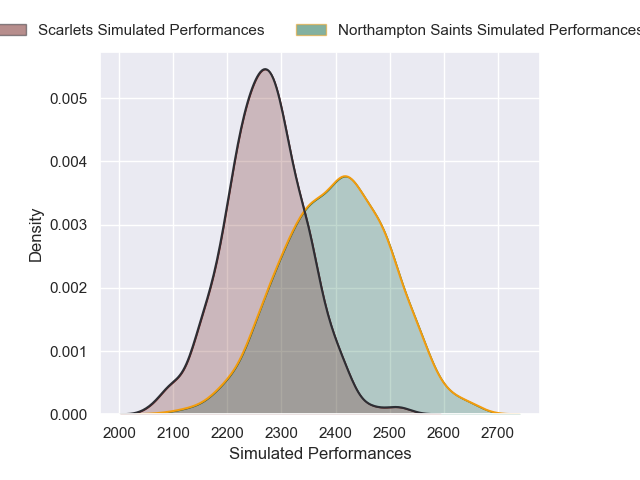 Scarlets Simulated Performances Northampton Saints Simulated Performances
0.005
0.004
0.003
0.002
0.001
0.000
Density
2000 2100 2200 2300 2400 2500 2600 2700
Simulated Performances